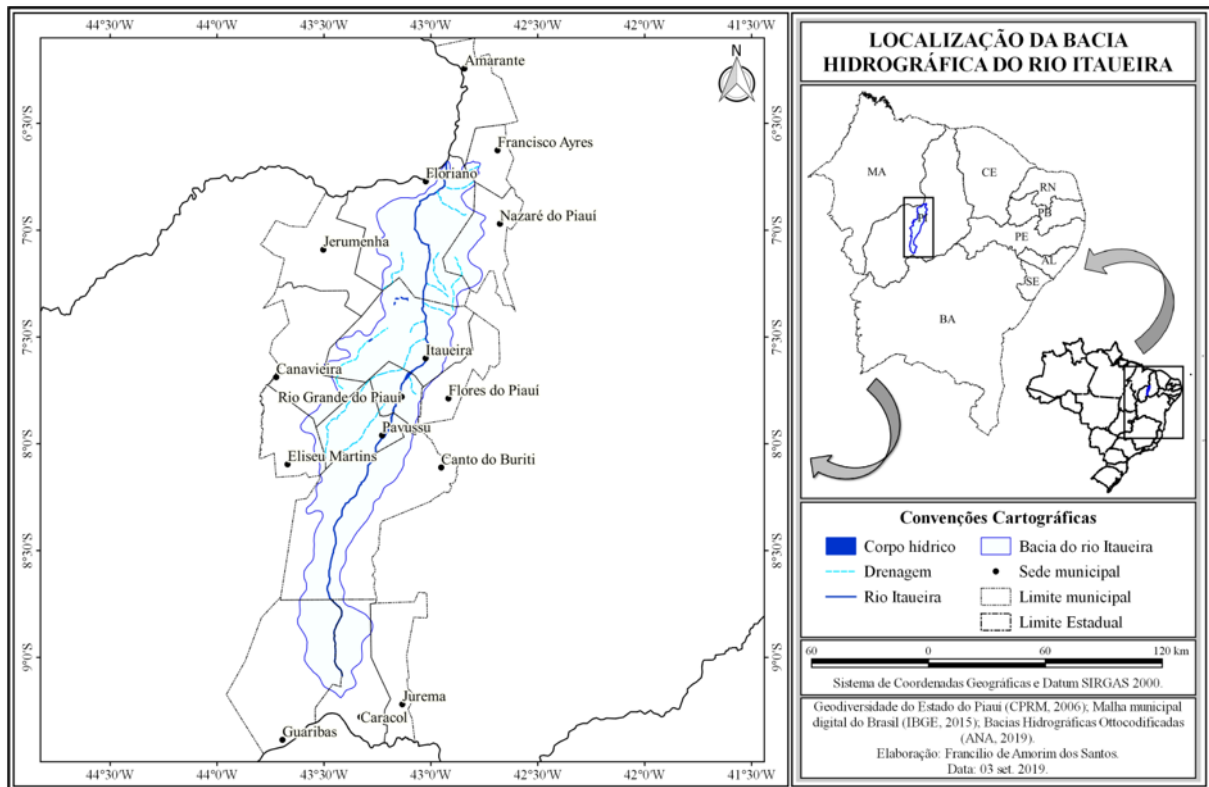 44°30'W
44°0'W
43°30'W
43°0'W
42°30'W
42°0'W
41°30'W
6°30'S
7°0'S
7°30'S
8°0'S
8°30'S
9°0'S
6°30'S
7°0'S
7°30'S
8°0'S
8°30'S
9°0'S
N
Amarante
Francisco Ayres
Floriano
Nazaré do Piauí
Jerumenha
Itaueira
Canavieira
Rio Grande do Piauí
Flores do Piauí
Pavussu
Eliseu Martins
Canto do Buriti
Jurema
Caracol
Guaribas
44°30'W
44°0'W
43°30'W
43°0'W
42°30'W
42°0'W
41°30'W
LOCALIZAÇÃO DA BACIA
HIDROGRÁFICA DO RIO ITAUEIRA
MA
CE
RN
PB
PI
PE
AL
SE
BA
Convenções Cartográficas
Corpo hídrico
Bacia do rio Itaueira
Drenagem
Sede municipal
Rio Itaueira
Limite municipal
Limite Estadual
60
0
60
120 km
Sistema de Coordenadas Geográficas e Datum SIRGAS 2000.
Geodiversidade do Estado do Piauí (CPRM, 2006); Malha municipal
digital do Brasil (IBGE, 2015); Bacias Hidrográficas Ottocodificadas
(ANA, 2019).
Elaboração: Francílio de Amorim dos Santos.
Data: 03 set. 2019.